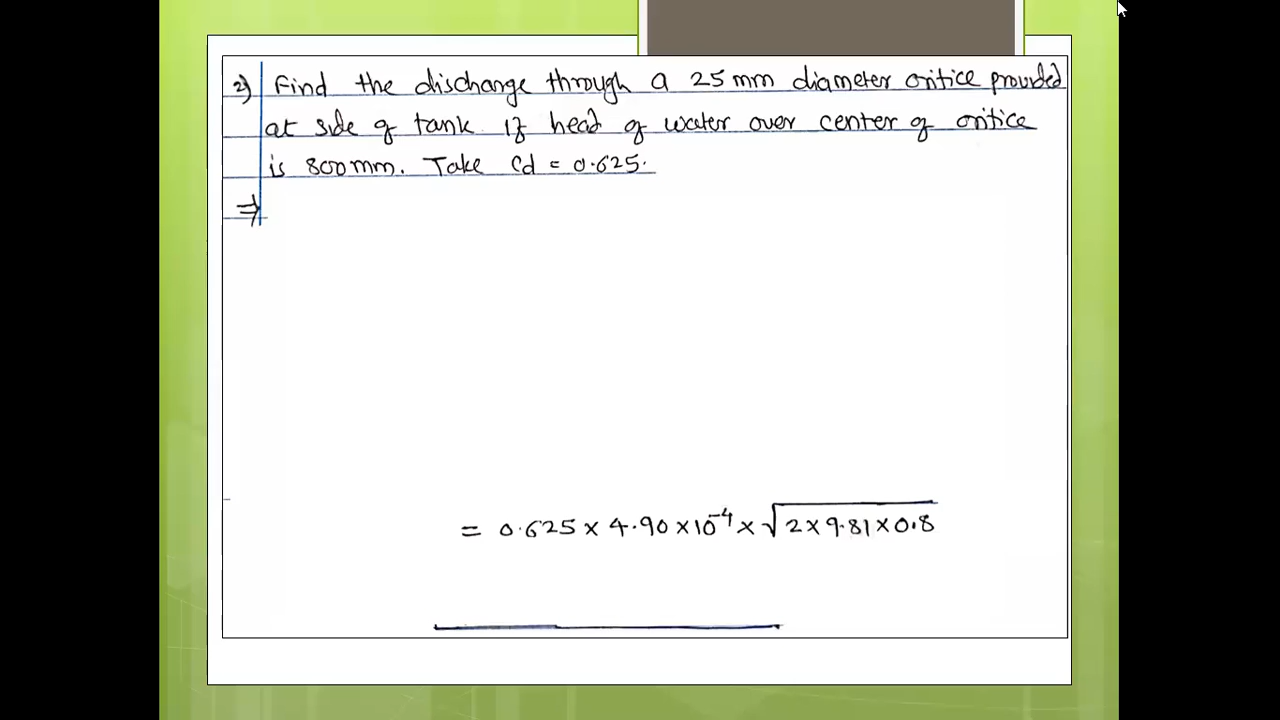 2) Find the discharge through a 25 mm diameter orifice provided
at side of tank if head of water over center of orifice
is 800mm. Take Cd = 0.625.
⇒
= 0.625 × 4.90 × 10⁻⁴ × √2 × 9.81 × 0.8